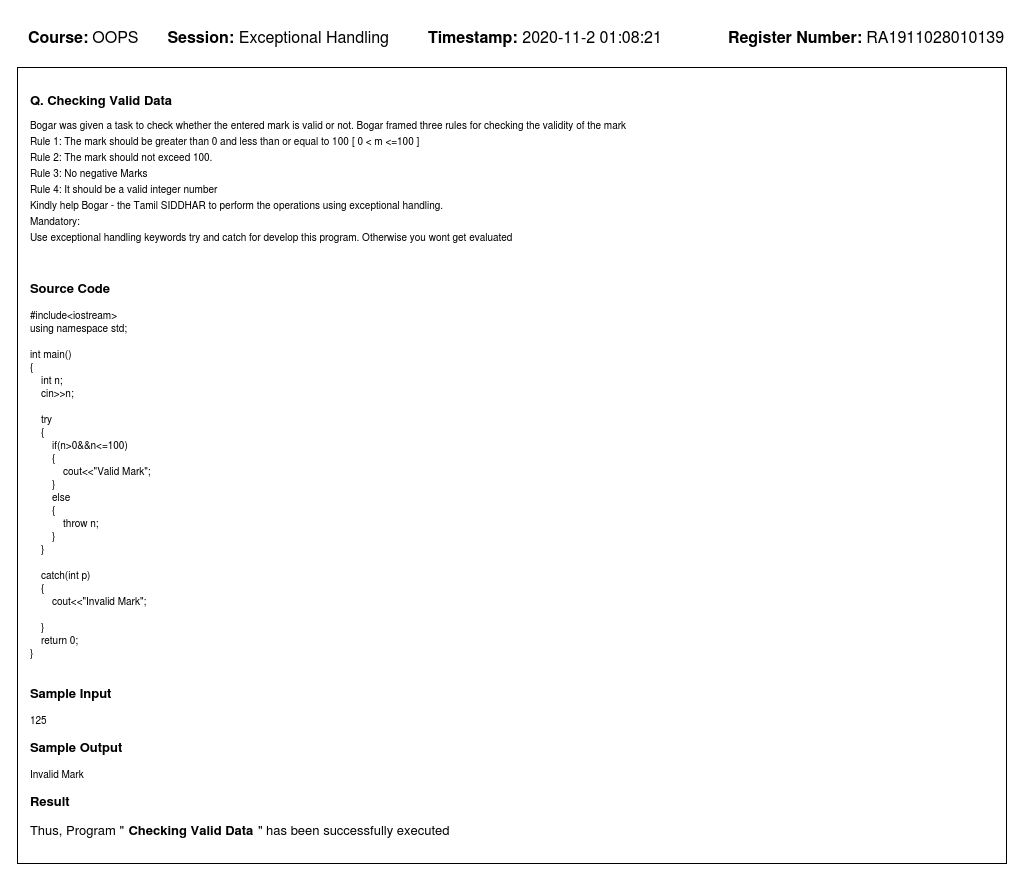 Course: OOPS Session: Exceptional Handling Timestamp: 2020-11-2 01:08:21 Register Number: RA1911028010139
Q. Checking Valid Data
Bogar was given a task to check whether the entered mark is valid or not. Bogar framed three rules for checking the validity of the mark
Rule 1: The mark should be greater than 0 and less than or equal to 100 [ 0 < m <=100 ]
Rule 2: The mark should not exceed 100.
Rule 3: No negative Marks
Rule 4: It should be a valid integer number
Kindly help Bogar - the Tamil SIDDHAR to perform the operations using exceptional handling.
Mandatory:
Use exceptional handling keywords try and catch for develop this program. Otherwise you wont get evaluated
Source Code
#include<iostream>
using namespace std;
int main()
{
int n;
cin>>n;
try
{
if(n>0&&n<=100)
{
cout<<"Valid Mark";
}
else
{
throw n;
}
}
catch(int p)
{
cout<<"Invalid Mark";
}
return 0;
}
Sample Input
125
Sample Output
Invalid Mark
Result
Thus, Program " Checking Valid Data " has been successfully executed